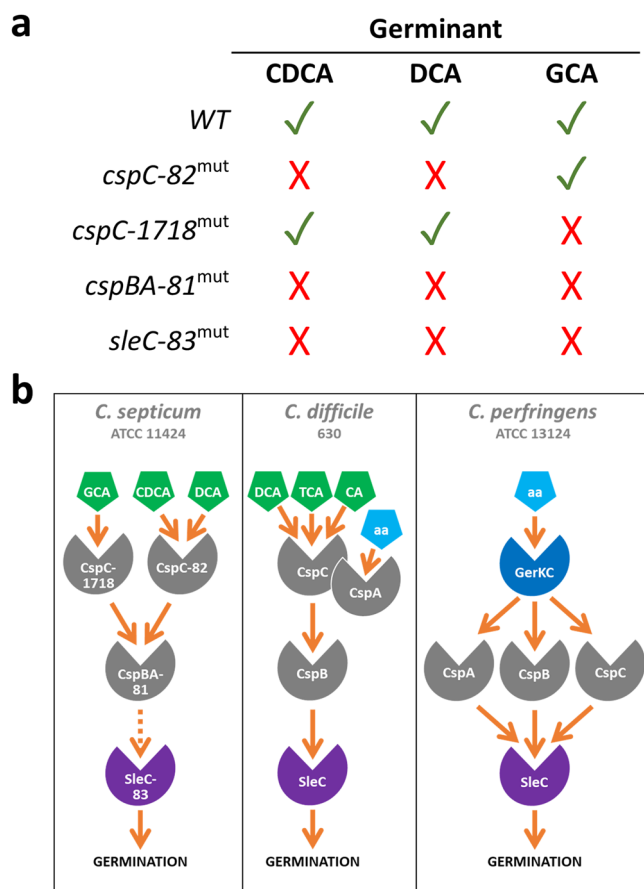 a
Germinant
CDCA DCA GCA
WT ✓ ✓ ✓
cspC-82mut X X ✓
cspC-1718mut ✓ ✓ X
cspBA-81mut X X X
sleC-83mut X X X
b
C. septicum
ATCC 11424
GCA CDCA DCA
CspC-
1718
CspC-82
CspBA-
81
SleC-
83
GERMINATION
C. difficile
630
DCA TCA CA
aa
CspC
CspA
CspB
SleC
GERMINATION
C. perfringens
ATCC 13124
aa
GerKC
CspA CspB CspC
SleC
GERMINATION